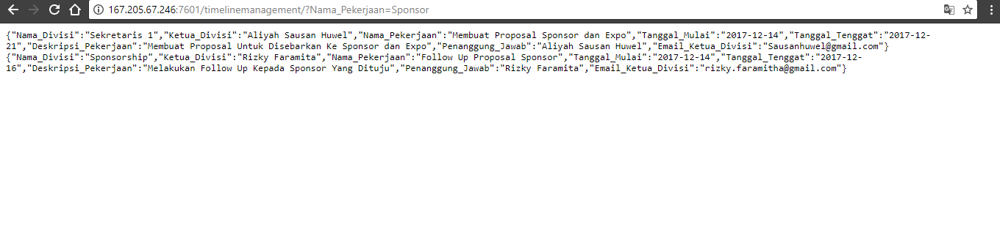 167.205.67.246:7601/timelinemanagement/?Nama_Pekerjaan=Sponsor
{"Nama_Divisi":"Sekretaris 1","Ketua_Divisi":"Aliyah Sausan Huwel","Nama_Pekerjaan":"Membuat Proposal Sponsor dan Expo","Tanggal_Mulai":"2017-12-14","Tanggal_Tenggat":"2017-12-
21","Deskripsi_Pekerjaan":"Membuat Proposal Untuk Disebarkan Ke Sponsor dan Expo","Penanggung_Jawab":"Aliyah Sausan Huwel","Email_Ketua_Divisi":"Sausanhuwel@gmail.com"}
{"Nama_Divisi":"Sponsorship","Ketua_Divisi":"Rizky Faramita","Nama_Pekerjaan":"Follow Up Proposal Sponsor","Tanggal_Mulai":"2017-12-14","Tanggal_Tenggat":"2017-12-
16","Deskripsi_Pekerjaan":"Melakukan Follow Up Kepada Sponsor Yang Dituju","Penanggung_Jawab":"Rizky Faramita","Email_Ketua_Divisi":"rizky.faramitha@gmail.com"}